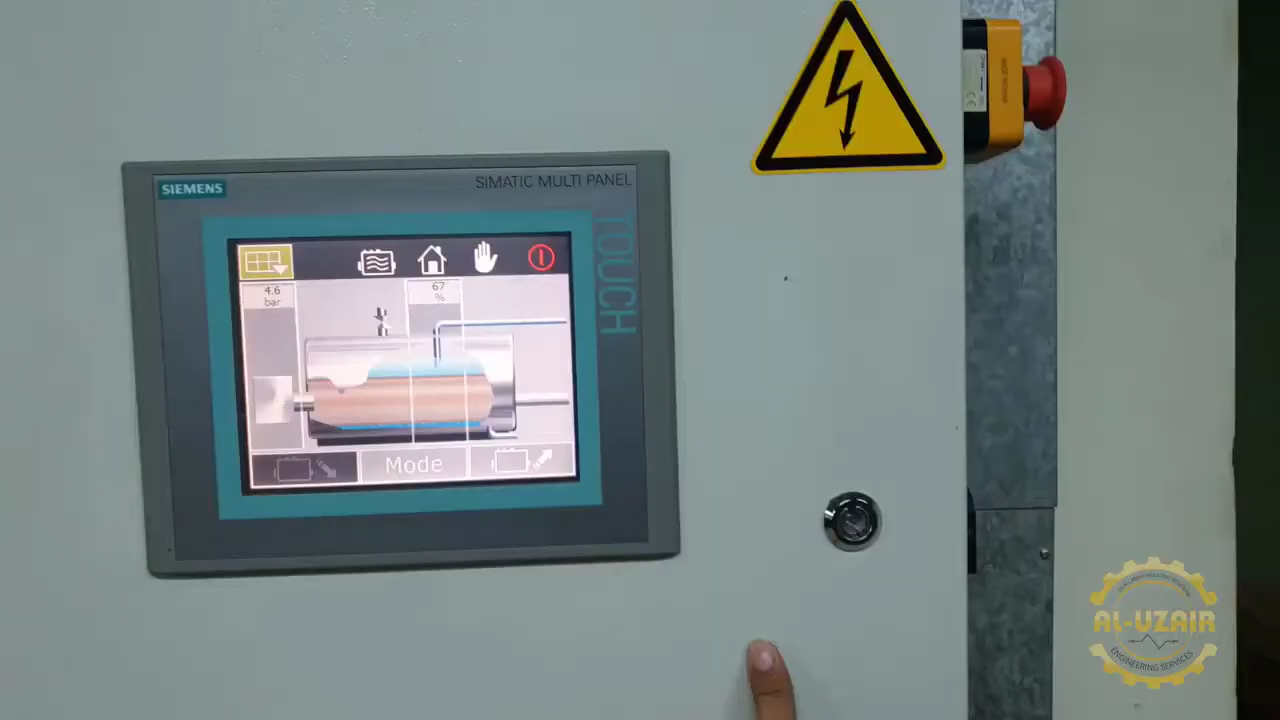 SIEMENS
SIMATIC MULTI PANEL
TOUCH
4.6
bar
67
%
Mode
AL-UZAIR
ENGINEERING SERVICES